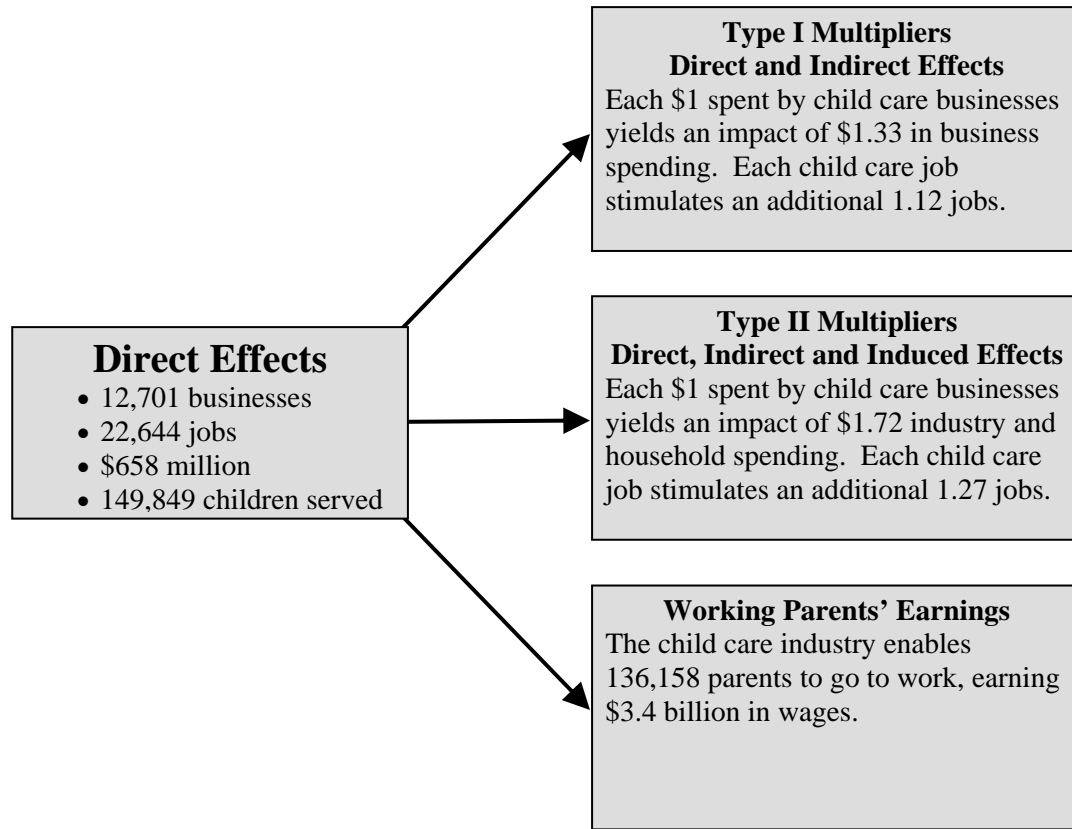 Direct Effects
• 12,701 businesses
• 22,644 jobs
• $658 million
• 149,849 children served
Type I Multipliers
Direct and Indirect Effects
Each $1 spent by child care businesses
yields an impact of $1.33 in business
spending.  Each child care job
stimulates an additional 1.12 jobs.
Type II Multipliers
Direct, Indirect and Induced Effects
Each $1 spent by child care businesses
yields an impact of $1.72 industry and
household spending.  Each child care
job stimulates an additional 1.27 jobs.
Working Parents’ Earnings
The child care industry enables
136,158 parents to go to work, earning
$3.4 billion in wages.